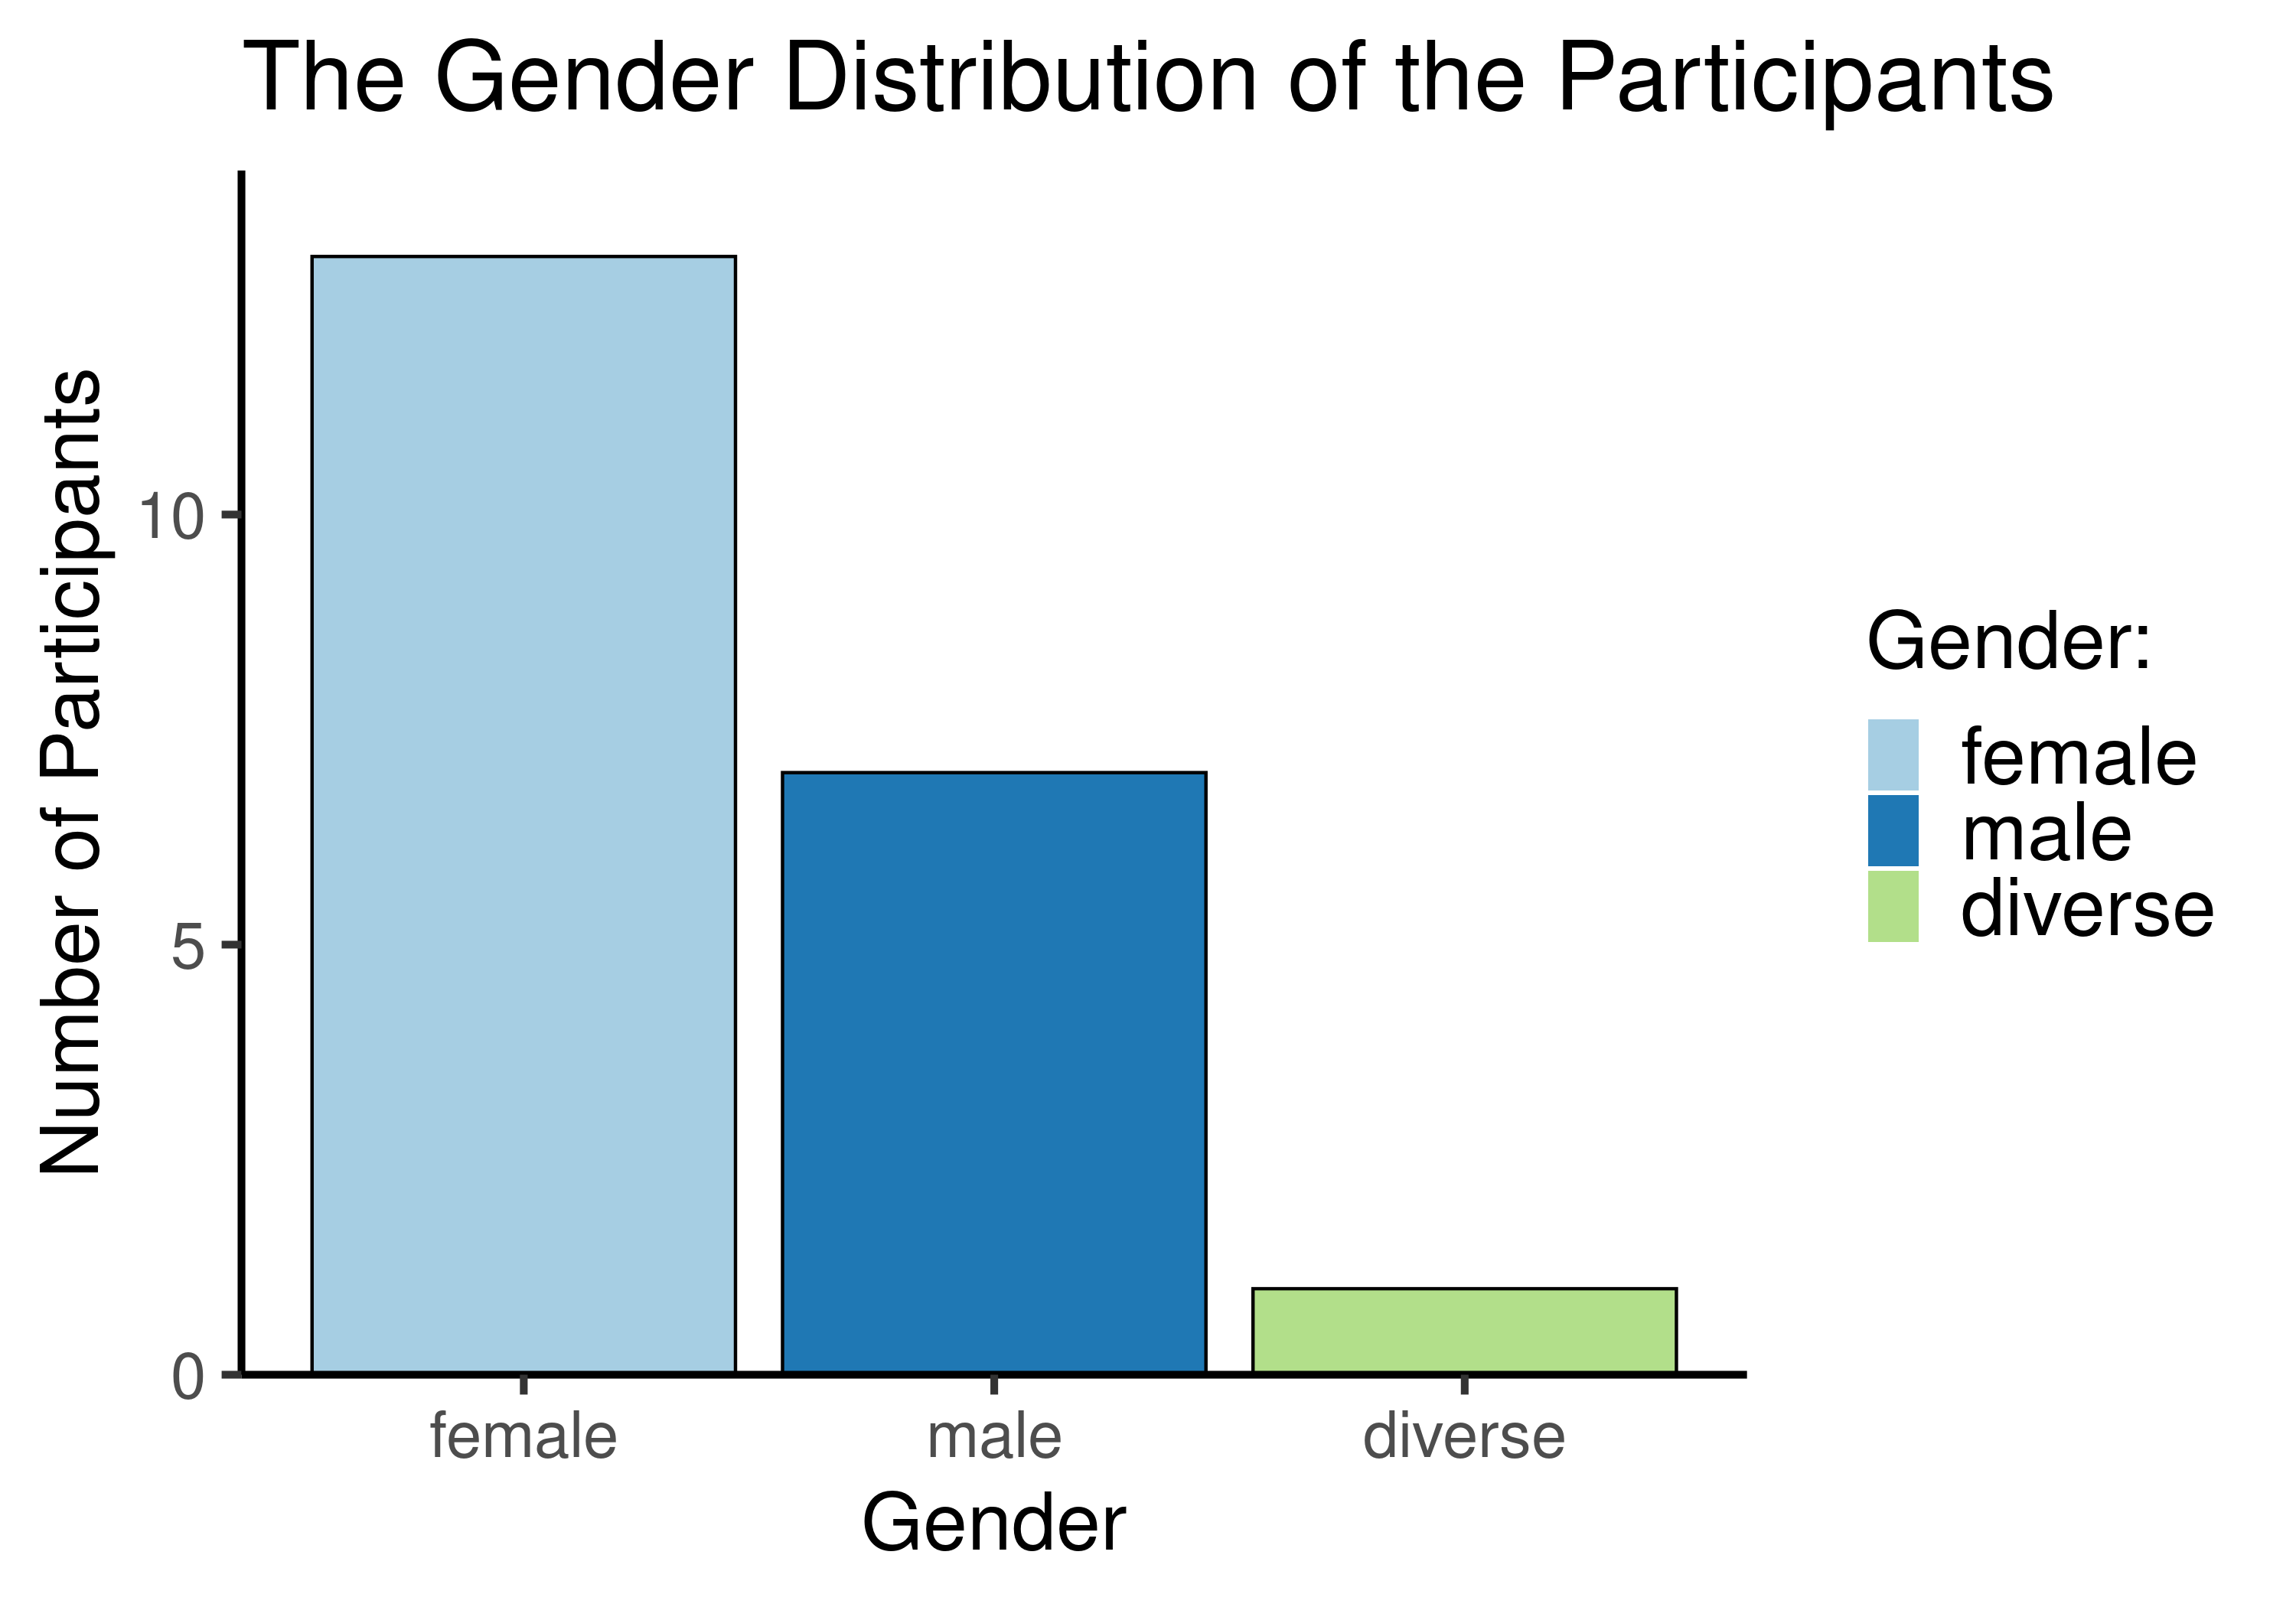 The Gender Distribution of the Participants
Number of Participants
10
5
0
female
male
diverse
Gender
Gender:
female
male
diverse